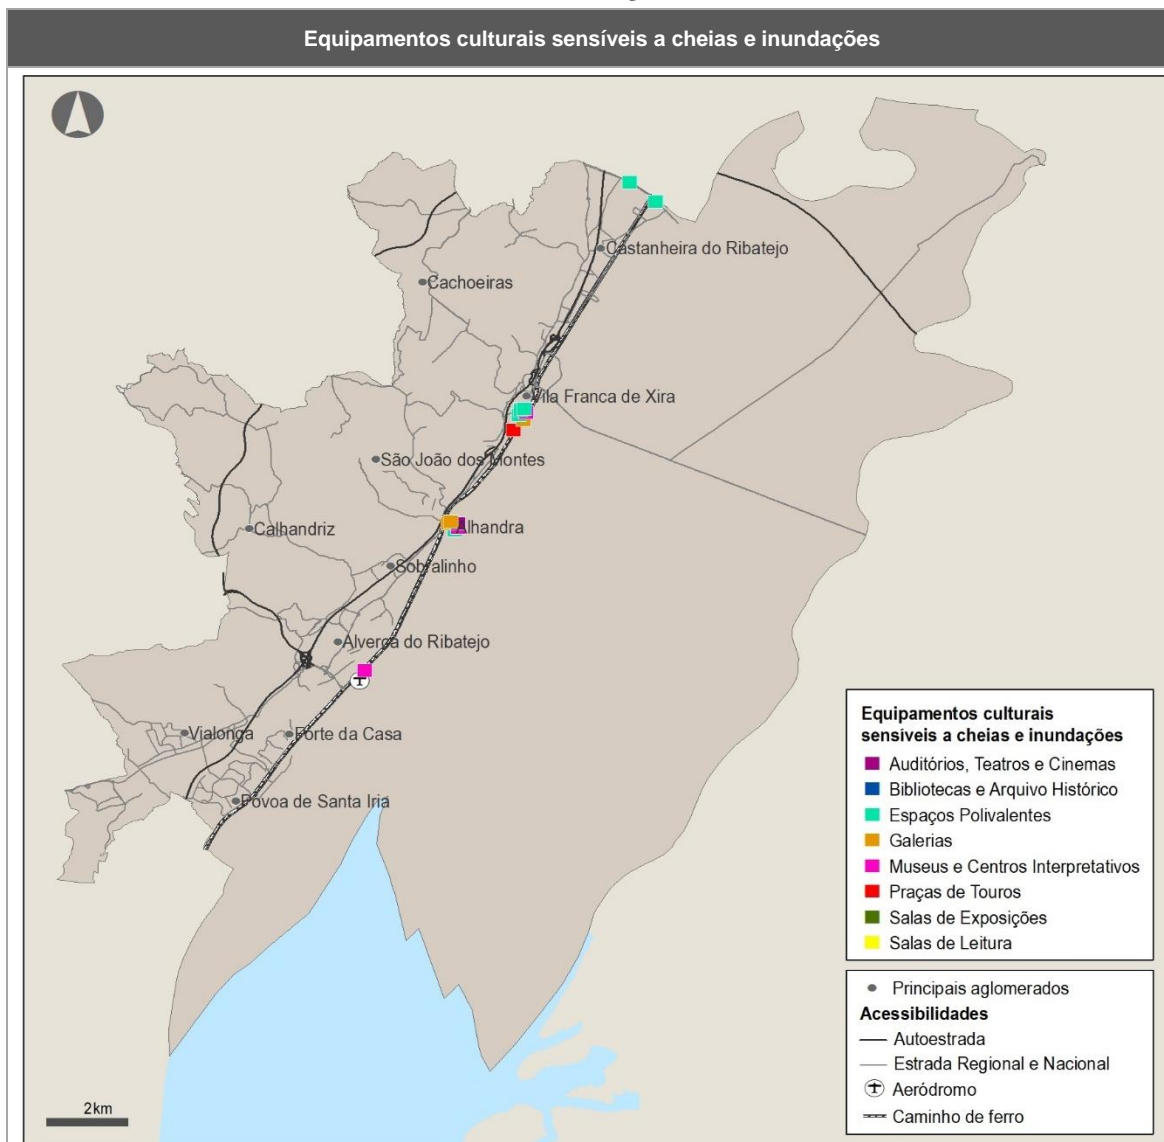 Equipamentos culturais sensíveis a cheias e inundações
Castanheira do Ribatejo
Cachoeiras
Vila Franca de Xira
São João dos Montes
Alhandra
Calhandriz
Sobralinho
Alverca do Ribatejo
Vialonga
Forte da Casa
Póvoa de Santa Iria
Equipamentos culturais
sensíveis a cheias e inundações
Auditórios, Teatros e Cinemas
Bibliotecas e Arquivo Histórico
Espaços Polivalentes
Galerias
Museus e Centros Interpretativos
Praças de Touros
Salas de Exposições
Salas de Leitura
Principais aglomerados
Acessibilidades
Autoestrada
Estrada Regional e Nacional
Aeródromo
Caminho de ferro
2km